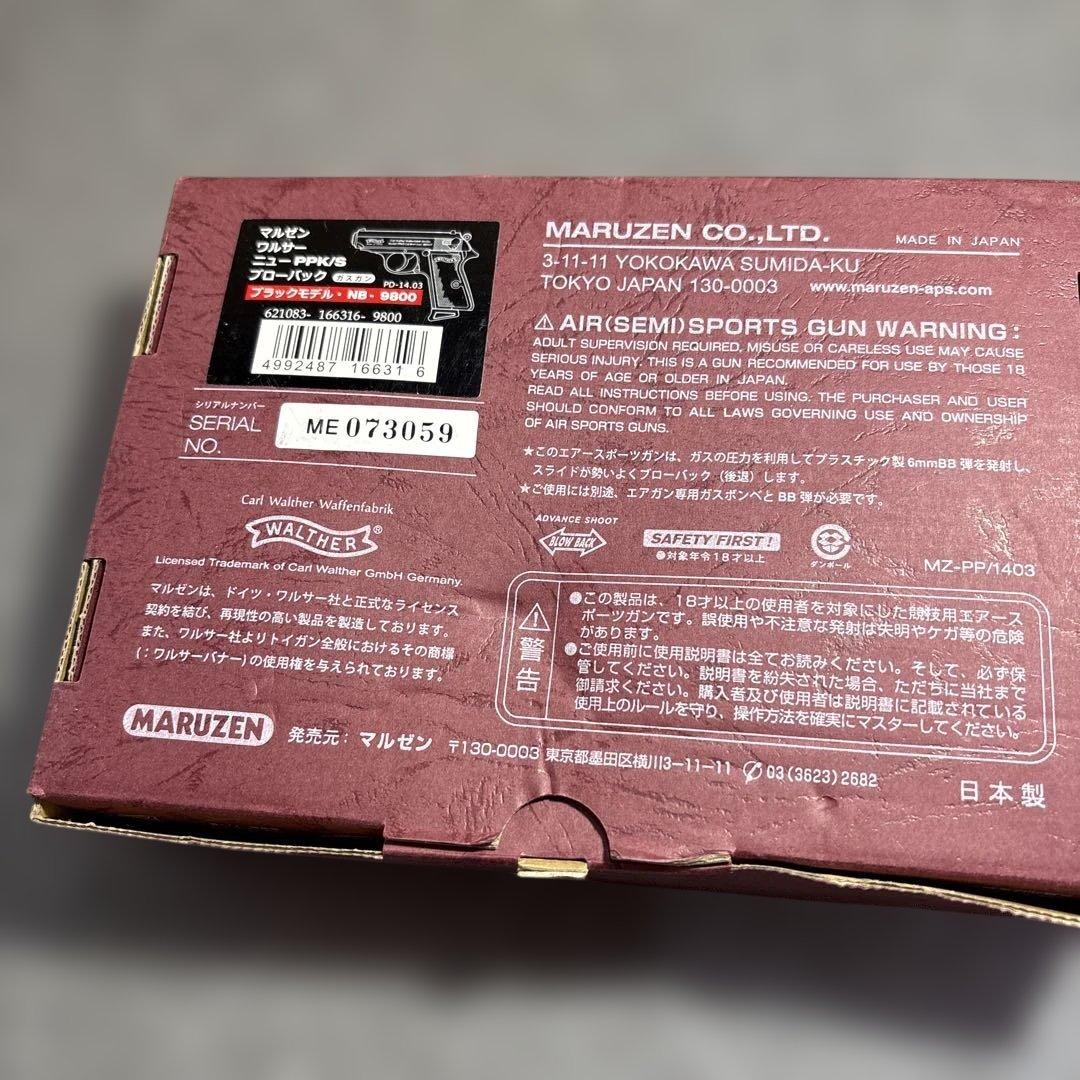 マルゼン
ワルサー
ニュー PPK/S
ブローバック ガスガン PD-14.03
ブラックモデル・NB・9800
621083- 166316- 9800
4992487 16631 6
シリアルナンバー
SERIAL NO.
ME 073059
Carl Walther Waffenfabrik
WALTHER®
Licensed Trademark of Carl Walther GmbH Germany.
マルゼンは、ドイツ・ワルサー社と正式なライセンス
契約を結び、再現性の高い製品を製造しております。
また、ワルサー社よりトイガン全般におけるその商標
(:ワルサーバナー)の使用権を与えられております。
MARUZEN CO.,LTD. MADE IN JAPAN
3-11-11 YOKOKAWA SUMIDA-KU
TOKYO JAPAN 130-0003 www.maruzen-aps.com
⚠ AIR(SEMI)SPORTS GUN WARNING:
ADULT SUPERVISION REQUIRED, MISUSE OR CARELESS USE MAY CAUSE
SERIOUS INJURY. THIS IS A GUN RECOMMENDED FOR USE BY THOSE 18
YEARS OF AGE OR OLDER IN JAPAN.
READ ALL INSTRUCTIONS BEFORE USING. THE PURCHASER AND USER
SHOULD CONFORM TO ALL LAWS GOVERNING USE AND OWNERSHIP
OF AIR SPORTS GUNS.
★このエアースポーツガンは、ガスの圧力を利用してプラスチック製6mmBB弾を発射し、
スライドが勢いよくブローバック(後退)します。
★ご使用には別途、エアガン専用ガスボンベとBB弾が必要です。
ADVANCE SHOOT
BLOW BACK
SAFETY FIRST!
●対象年令18才以上
ダンボール
MZ-PP/1403
警告
●この製品は、18才以上の使用者を対象にした競技用エアース
ポーツガンです。誤使用や不注意な発射は失明やケガ等の危険
があります。
●ご使用前に使用説明書は全てお読みください。そして、必ず保
管してください。説明書を紛失された場合、ただちに当社まで
御請求ください。購入者及び使用者は説明書に記載されている
使用上のルールを守り、操作方法を確実にマスターしてください。
MARUZEN 発売元: マルゼン 〒130-0003 東京都墨田区横川3-11-11 03(3623)2682
日本製